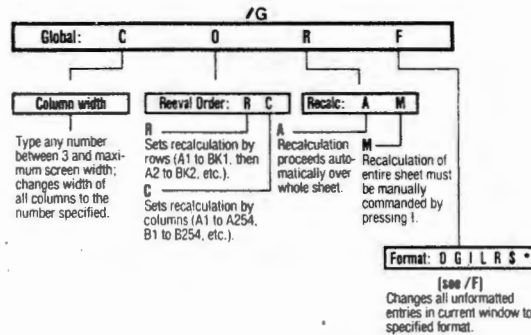 /G
Global: C O R F
Column width
Type any number
between 3 and maxi-
mum screen width;
changes width of
all columns to the
number specified.
Reeval Order: R C
R
Sets recalculation by
rows (A1 to BK1, then
A2 to BK2, etc.).
C
Sets recalculation by
columns (A1 to A254,
B1 to B254, etc.).
Recalc: A M
A
Recalculation
proceeds auto-
matically over
whole sheet.
M
Recalculation of
entire sheet must
be manually
commanded by
pressing !.
Format: D G I L R $ *
(see /F)
Changes all unformatted
entries in current window to
specified format.